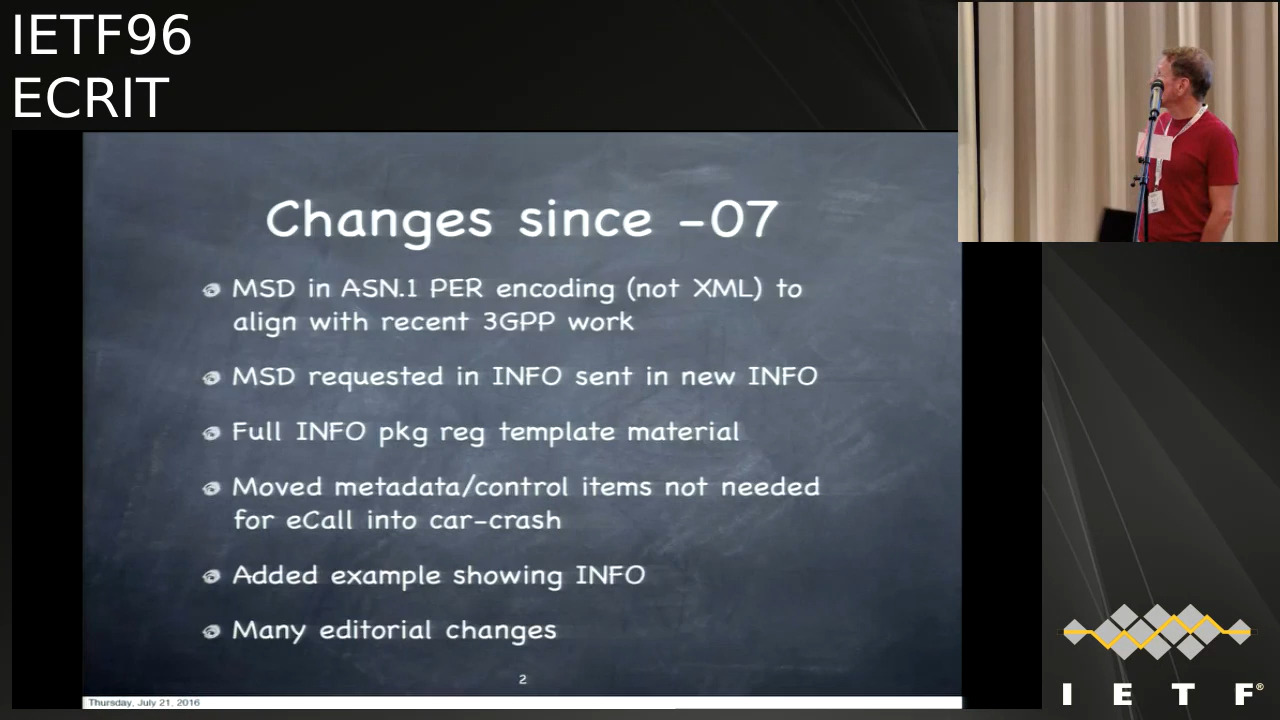 IETF96
ECRIT
Changes since -07
MSD in ASN.1 PER encoding (not XML) to
align with recent 3GPP work
MSD requested in INFO sent in new INFO
Full INFO pkg reg template material
Moved metadata/control items not needed
for eCall into car-crash
Added example showing INFO
Many editorial changes
2
Thursday, July 21, 2016
I E T F®